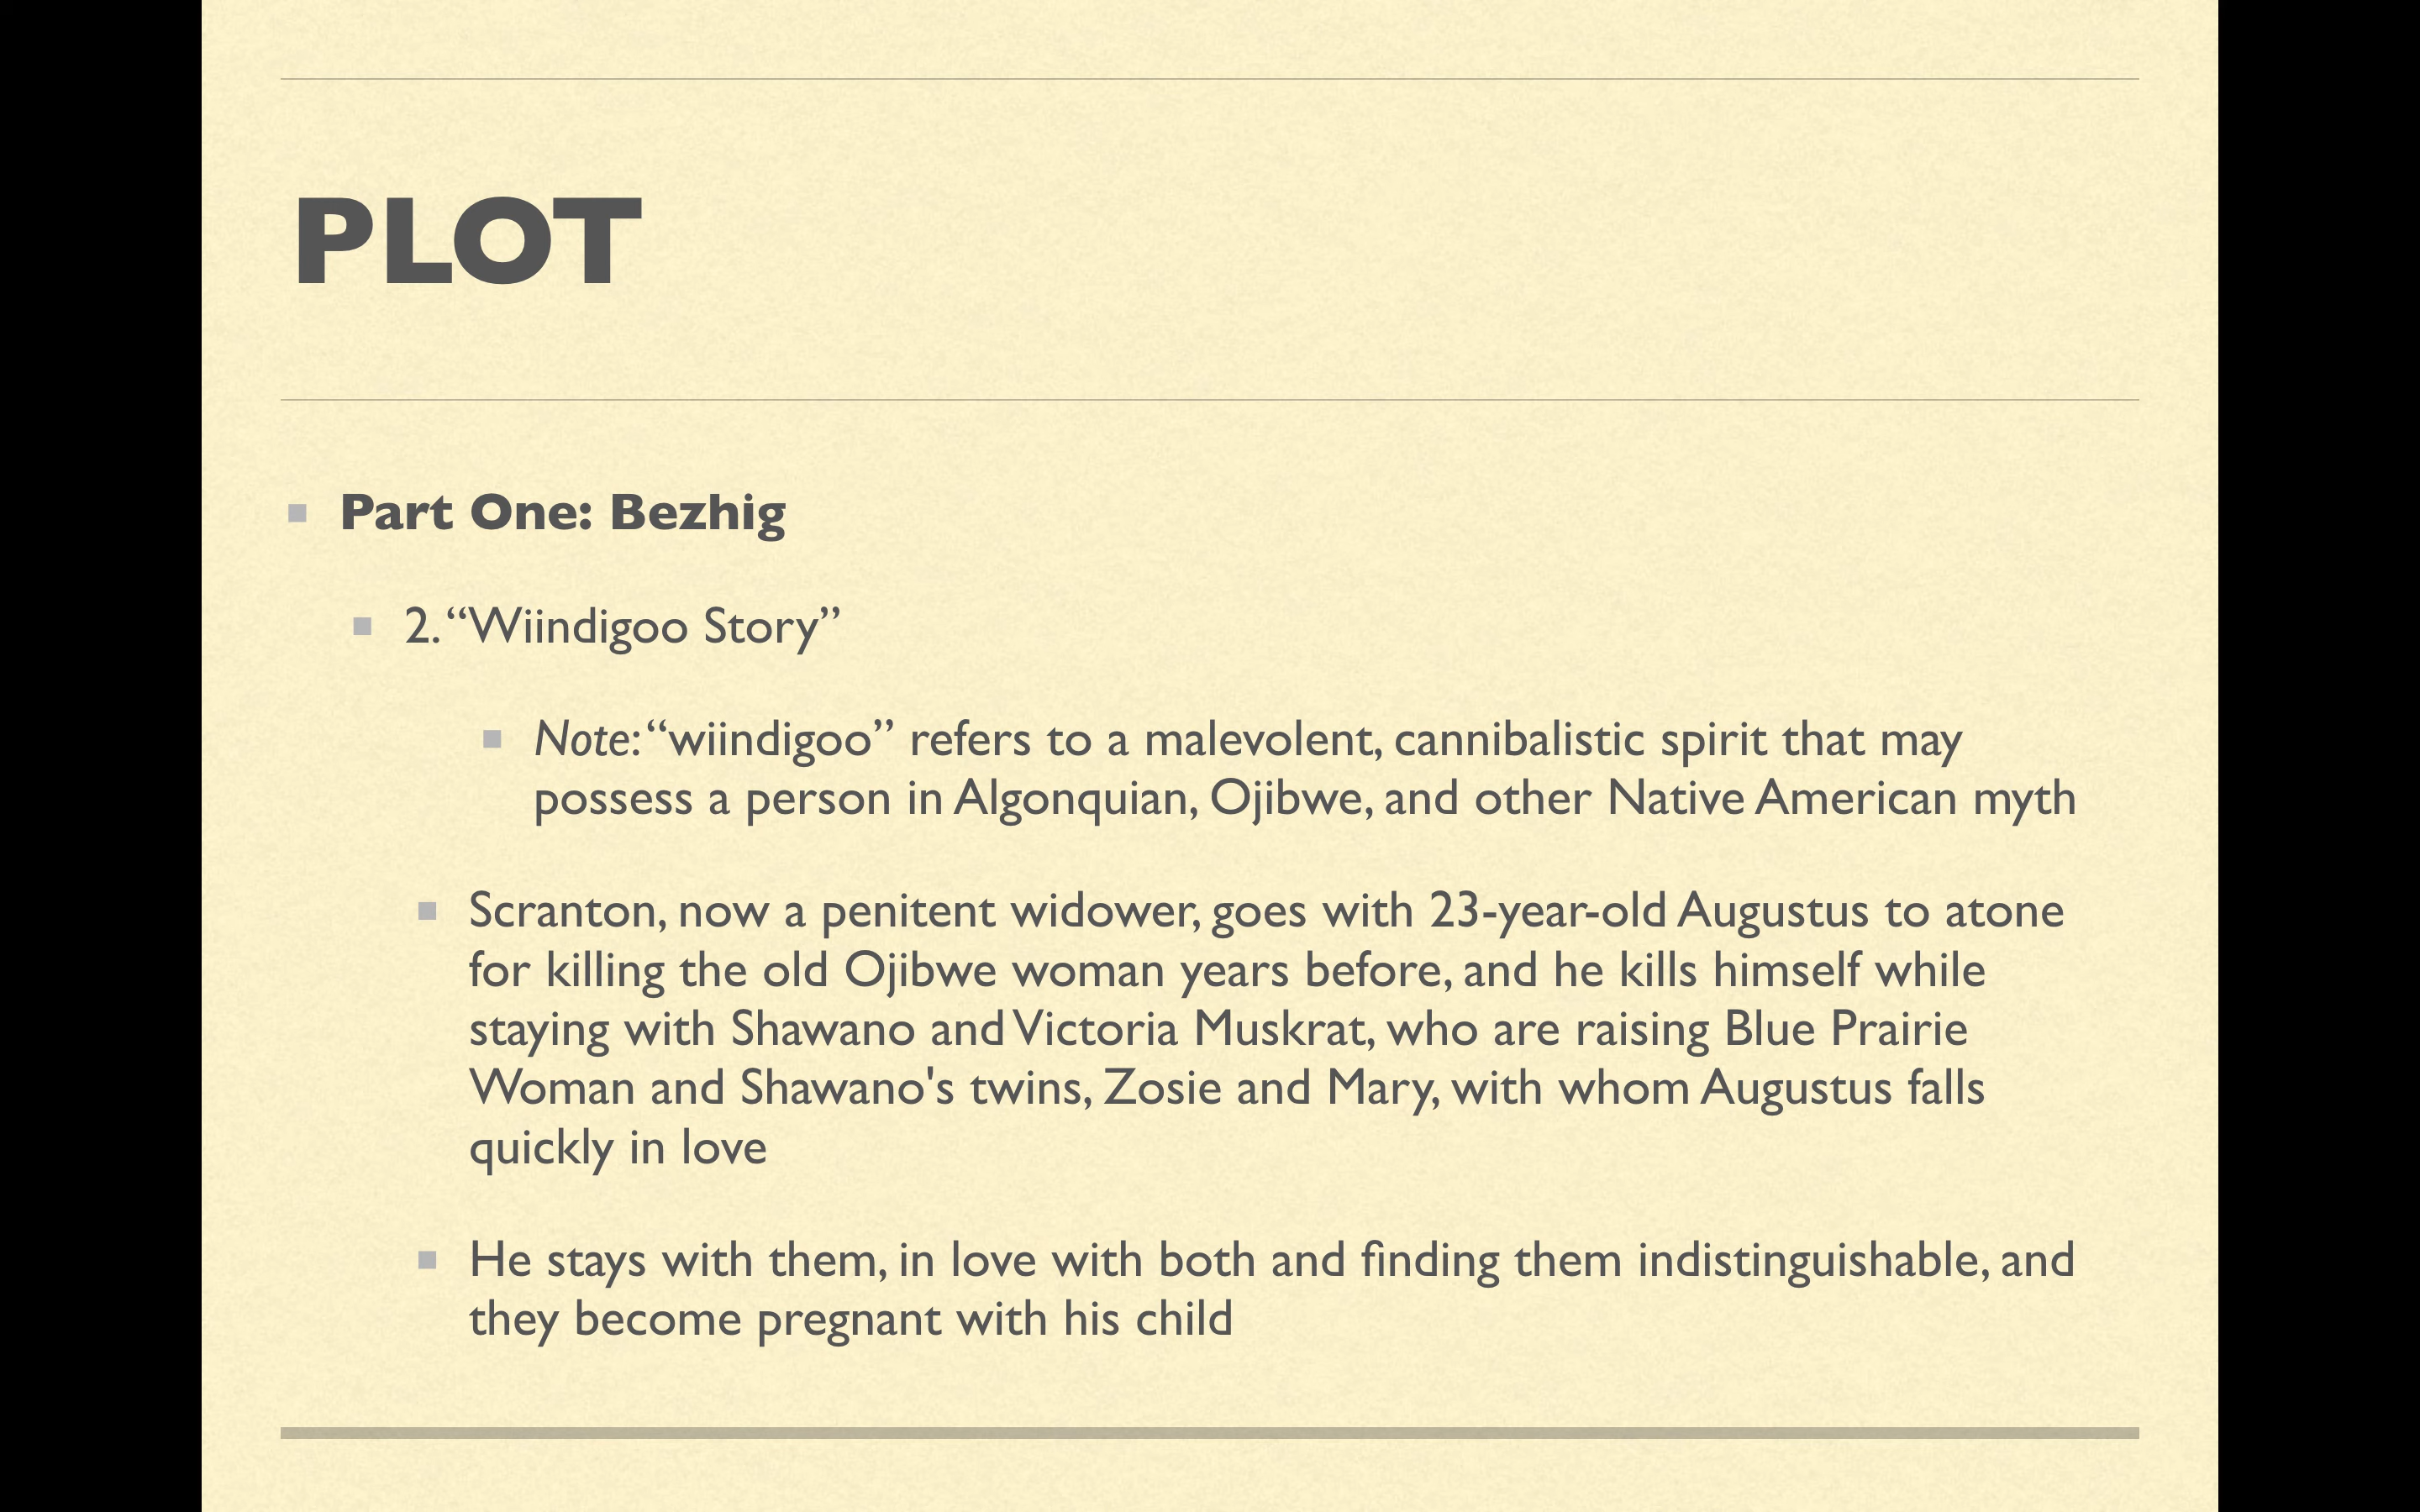 PLOT
Part One: Bezhig
2. “Wiindigoo Story”
Note: “wiindigoo” refers to a malevolent, cannibalistic spirit that may
possess a person in Algonquian, Ojibwe, and other Native American myth
Scranton, now a penitent widower, goes with 23-year-old Augustus to atone
for killing the old Ojibwe woman years before, and he kills himself while
staying with Shawano and Victoria Muskrat, who are raising Blue Prairie
Woman and Shawano's twins, Zosie and Mary, with whom Augustus falls
quickly in love
He stays with them, in love with both and finding them indistinguishable, and
they become pregnant with his child